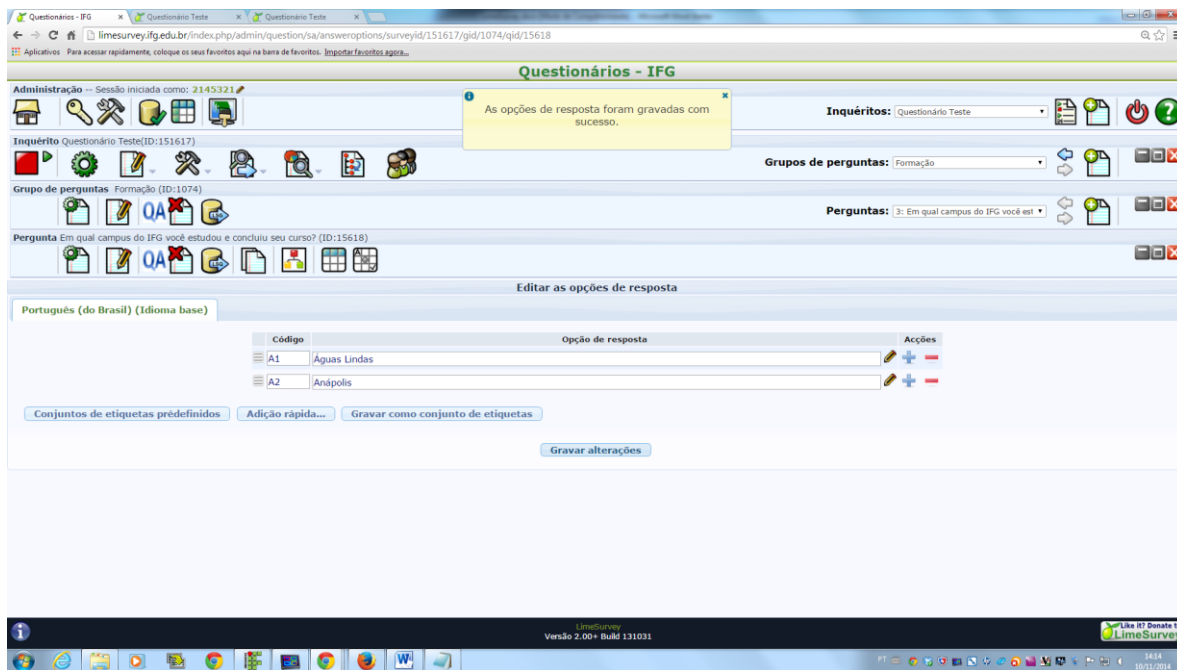 Questionários - IFG
Questionário Teste
Questionário Teste
limesurvey.ifg.edu.br/index.php/admin/question/sa/answeroptions/surveyid/151617/gid/1074/qid/15618
Aplicativos Para acessar rapidamente, coloque os seus favoritos aqui na barra de favoritos. Importar favoritos agora...
Questionários - IFG
Administração -- Sessão iniciada como: 2145321
As opções de resposta foram gravadas com
sucesso.
Inquéritos: Questionário Teste
Inquérito Questionário Teste(ID:151617)
Grupos de perguntas: Formação
Grupo de perguntas Formação (ID:1074)
QA
Perguntas: 3: Em qual campus do IFG você est
Pergunta Em qual campus do IFG você estudou e concluiu seu curso? (ID:15618)
QA
Editar as opções de resposta
Português (do Brasil) (Idioma base)
Código Opção de resposta Acções
A1 Águas Lindas
A2 Anápolis
Conjuntos de etiquetas prèdefinidos Adição rápida... Gravar como conjunto de etiquetas
Gravar alterações
LimeSurvey
Versão 2.00+ Build 131031
Like it? Donate t
LimeSurvey
PT
14:14
10/11/2014